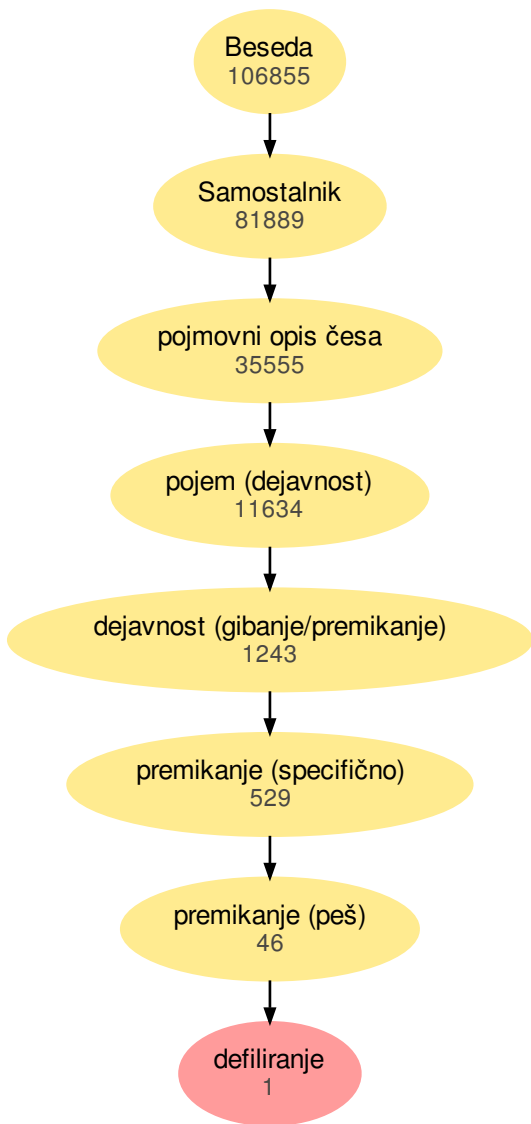 Beseda
106855
Samostalnik
81889
pojmovni opis česa
35555
pojem (dejavnost)
11634
dejavnost (gibanje/premikanje)
1243
premikanje (specifično)
529
premikanje (peš)
46
defiliranje
1